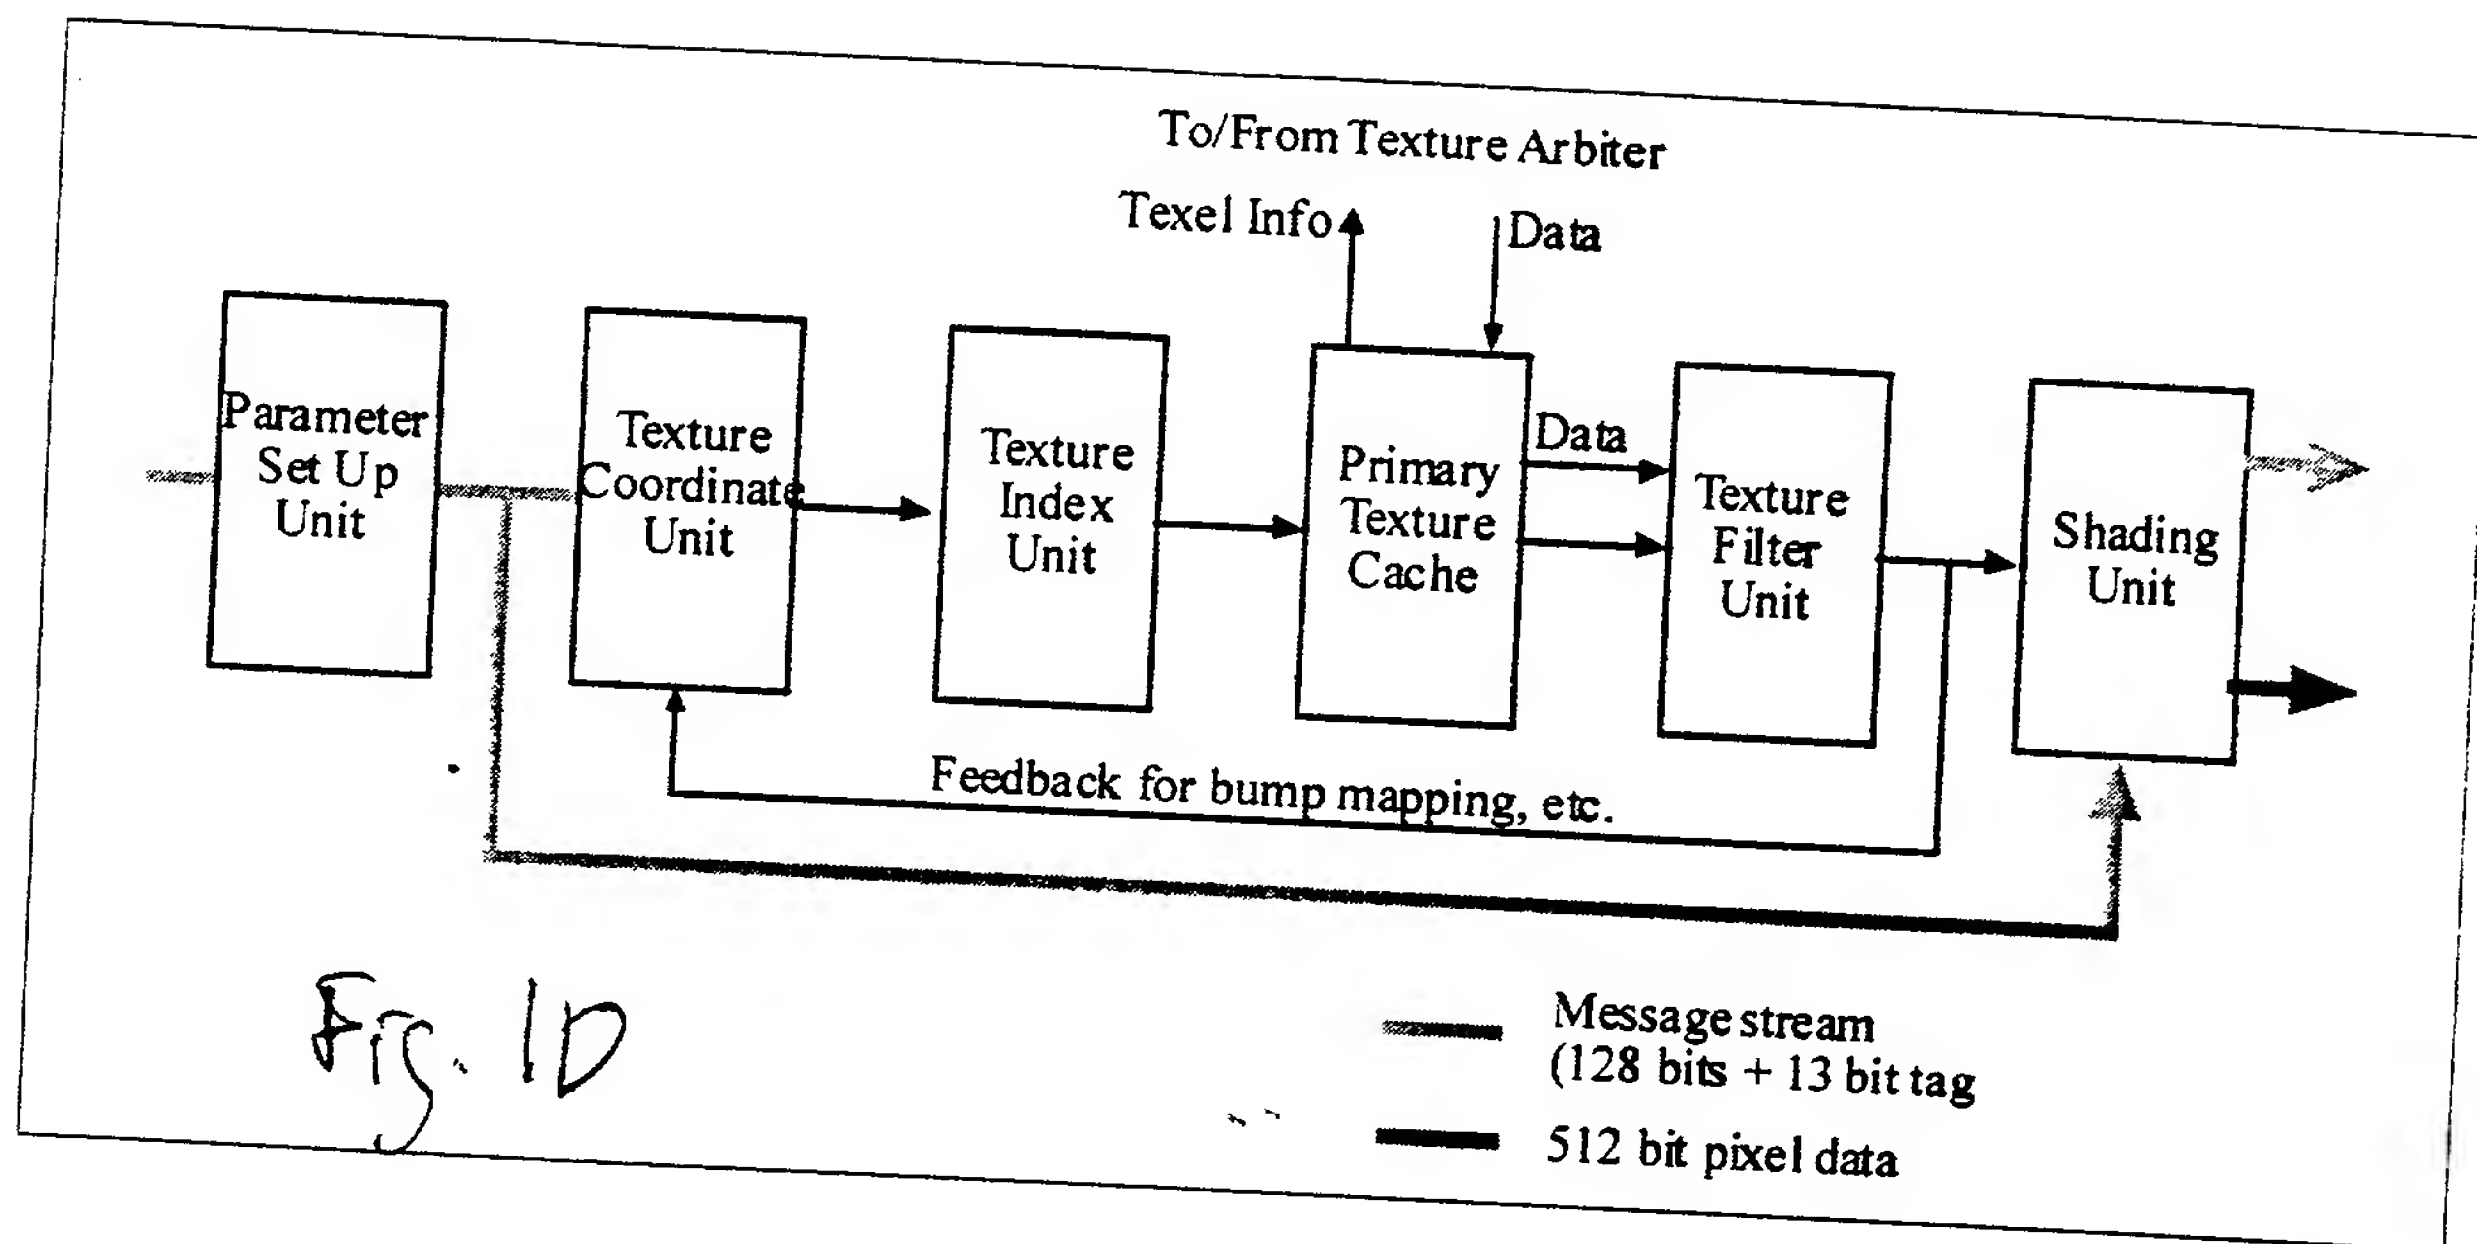 To/From Texture Arbiter
Texel Info
Data
Parameter
Set Up
Unit
Texture
Coordinate
Unit
Texture
Index
Unit
Primary
Texture
Cache
Data
Texture
Filter
Unit
Shading
Unit
Feedback for bump mapping, etc.
Fig. 1D
Message stream
(128 bits + 13 bit tag
512 bit pixel data